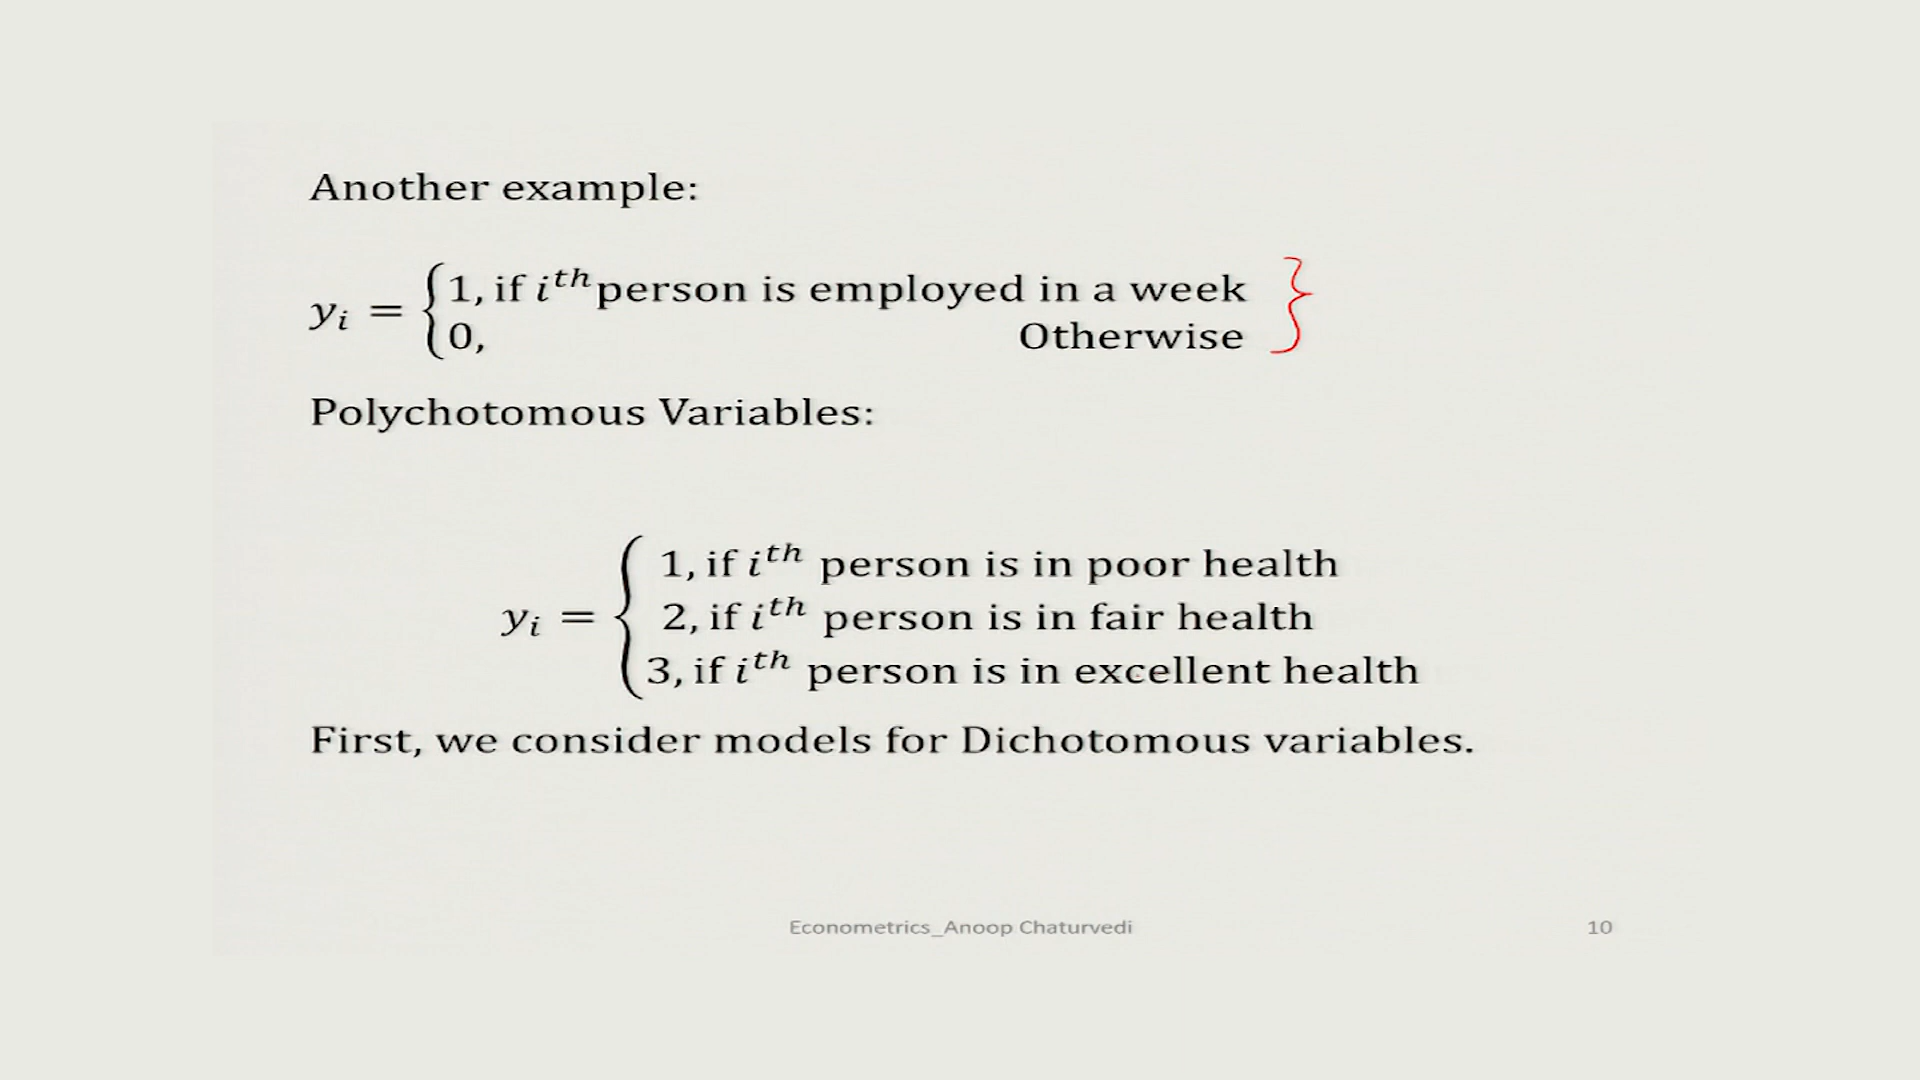 Another example:
y_i = { 1, if i^th person is employed in a week
0, Otherwise }
Polychotomous Variables:
y_i = { 1, if i^th person is in poor health
2, if i^th person is in fair health
3, if i^th person is in excellent health
First, we consider models for Dichotomous variables.
Econometrics_Anoop Chaturvedi
10